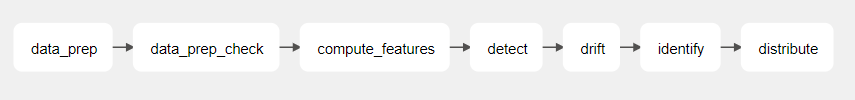 data_prep data_prep_check compute_features detect drift identify distribute